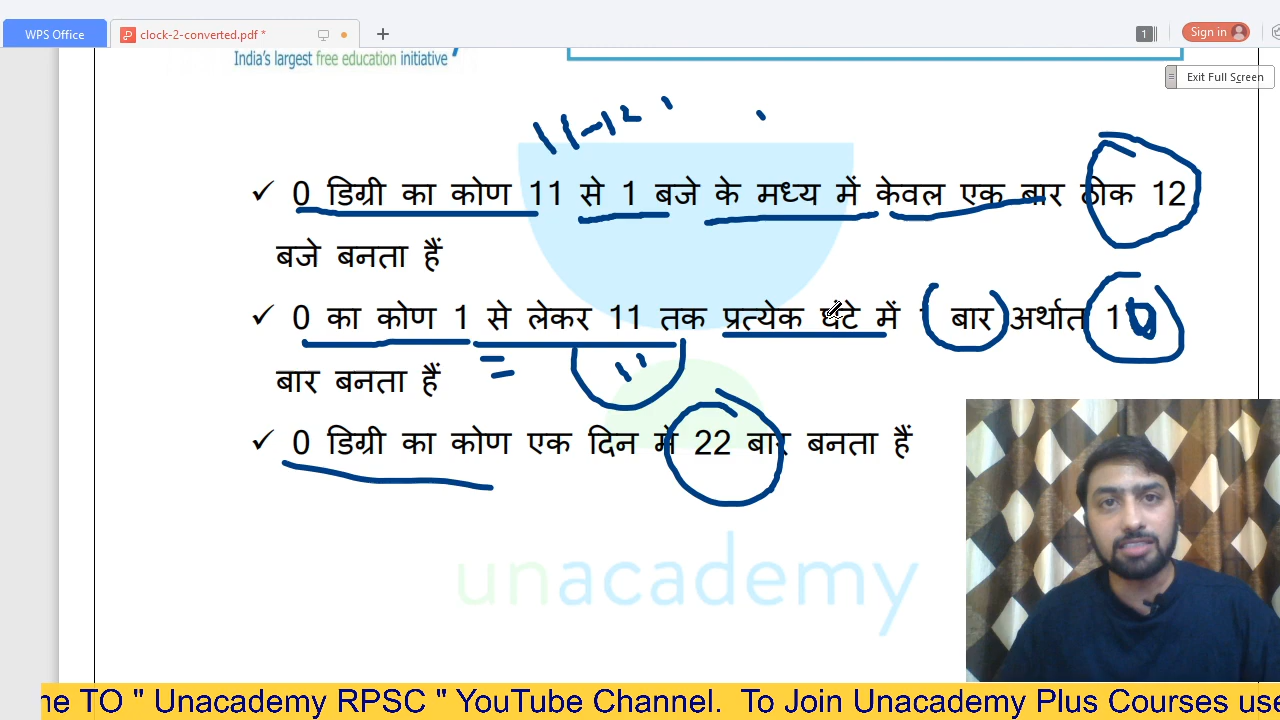 WPS Office
clock-2-converted.pdf *
1
Sign in
Exit Full Screen
India's largest free education initiative
11-12
✓ 0 डिग्री का कोण 11 से 1 बजे के मध्य में केवल एक बार ठीक 12
बजे बनता हैं
✓ 0 का कोण 1 से लेकर 11 तक प्रत्येक घंटे में 1 बार अर्थात 10
बार बनता हैं
11
✓ 0 डिग्री का कोण एक दिन में 22 बार बनता हैं
unacademy
TO " Unacademy RPSC " YouTube Channel. To Join Unacademy Plus Courses